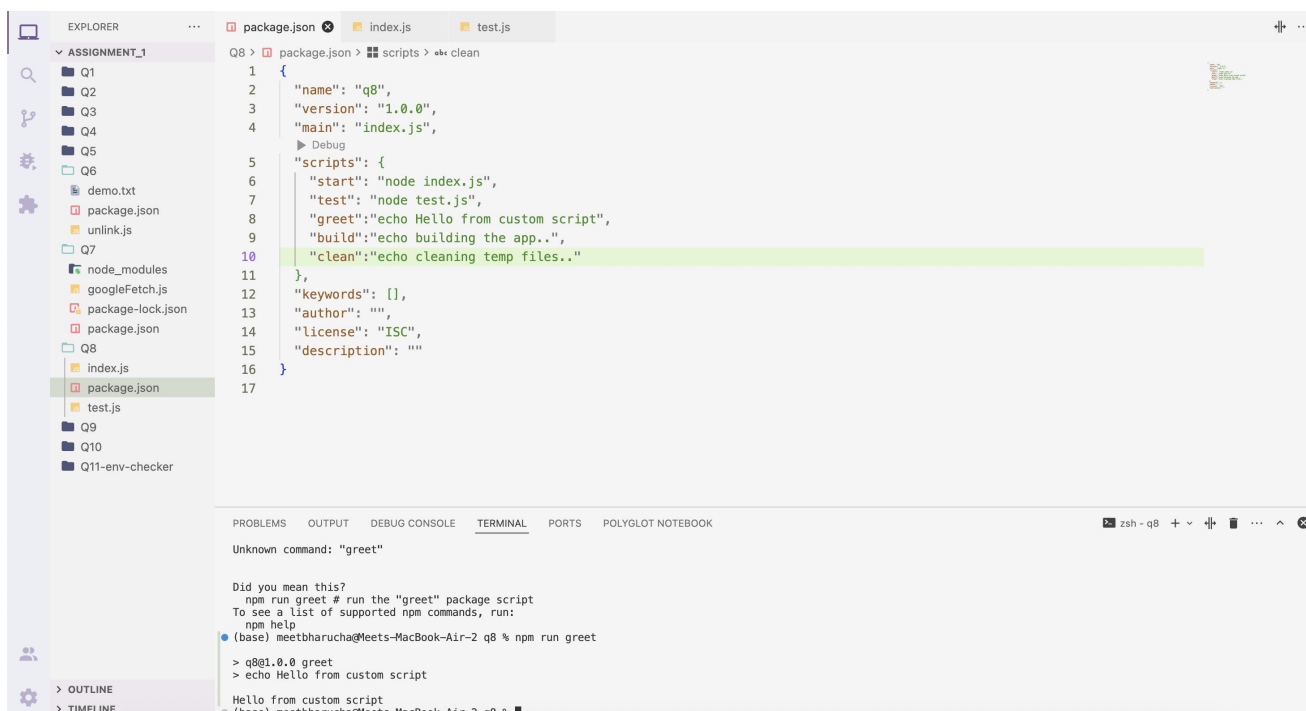 EXPLORER ...
ASSIGNMENT_1
Q1
Q2
Q3
Q4
Q5
Q6
demo.txt
package.json
unlink.js
Q7
node_modules
googleFetch.js
package-lock.json
package.json
Q8
index.js
package.json
test.js
Q9
Q10
Q11-env-checker
OUTLINE
TIMELINE
package.json index.js test.js
Q8 > package.json > scripts > abc clean
1 {
2 "name": "q8",
3 "version": "1.0.0",
4 "main": "index.js",
Debug
5 "scripts": {
6 "start": "node index.js",
7 "test": "node test.js",
8 "greet":"echo Hello from custom script",
9 "build":"echo building the app..",
10 "clean":"echo cleaning temp files.."
11 },
12 "keywords": [],
13 "author": "",
14 "license": "ISC",
15 "description": ""
16 }
17
PROBLEMS OUTPUT DEBUG CONSOLE TERMINAL PORTS POLYGLOT NOTEBOOK zsh - q8
Unknown command: "greet"
Did you mean this?
npm run greet # run the "greet" package script
To see a list of supported npm commands, run:
npm help
(base) meetbharucha@Meets-MacBook-Air-2 q8 % npm run greet
> q8@1.0.0 greet
> echo Hello from custom script
Hello from custom script
(base) meetbharucha@Meets-MacBook-Air-2 q8 %